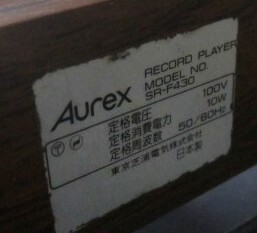 Aurex
RECORD PLAYER
MODEL NO.
SR-F430
定格電圧 100V
定格消費電力 10W
定格周波数 50/60Hz
東京芝浦電気株式会社
日本製